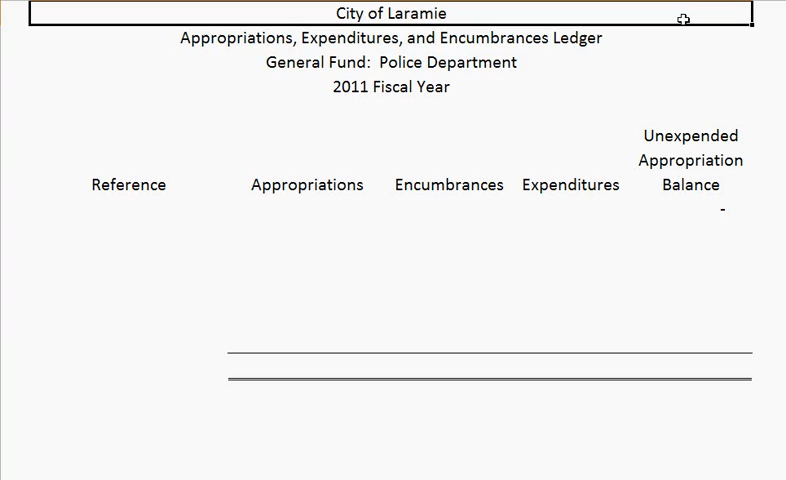 City of Laramie
Appropriations, Expenditures, and Encumbrances Ledger
General Fund:  Police Department
2011 Fiscal Year
Unexpended
Appropriation
Reference Appropriations Encumbrances Expenditures Balance
-